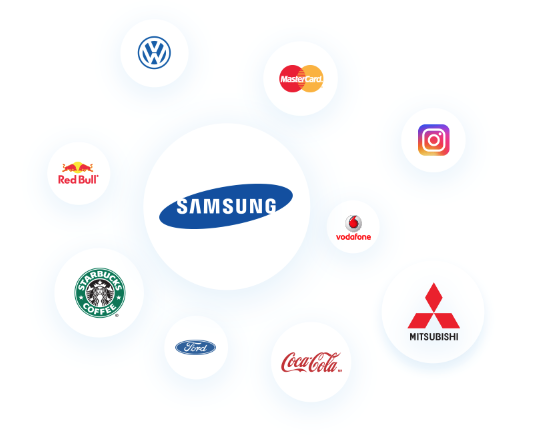 MasterCard
Red Bull®
SAMSUNG
vodafone
STARBUCKS
COFFEE
MITSUBISHI
Ford
Coca-Cola